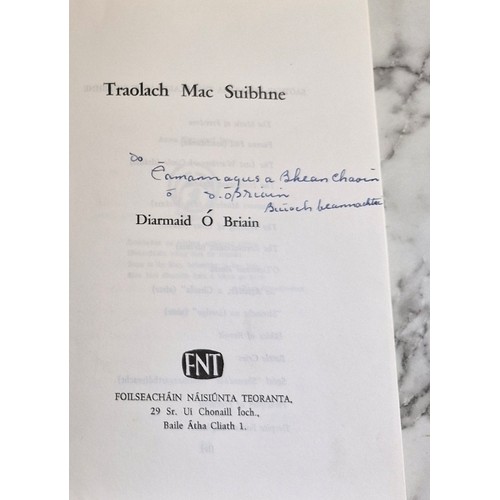 Traolach Mac Suibhne
do
Éamann agus a Bhean Chaoin
ó D. Ó Briain
Buíoch beannachta
Diarmaid Ó Briain
FNT
FOILSEACHÁIN NÁISIÚNTA TEORANTA,
29 Sr. Uí Chonaill Íoch.,
Baile Átha Cliath 1.